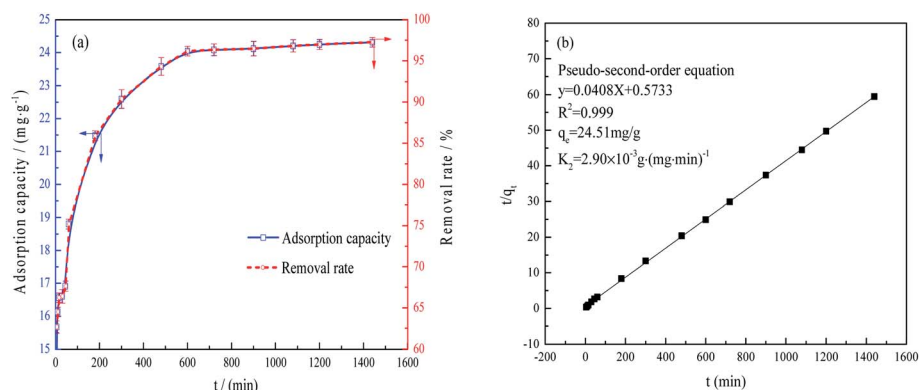 (a)
Adsorption capacity / (mg·g⁻¹)
25
24
23
22
21
20
19
18
17
16
15
Adsorption capacity
Removal rate
100
95
90
85
80
75
70
65
60
Removal rate / %
0 200 400 600 800 1000 1200 1400 1600
t / (min)
(b)
Pseudo-second-order equation
y=0.0408X+0.5733
R²=0.999
qₑ=24.51mg/g
K₂=2.90×10⁻³g·(mg·min)⁻¹
t/qₜ
80
70
60
50
40
30
20
10
0
-10
-200 0 200 400 600 800 1000 1200 1400 1600
t (min)